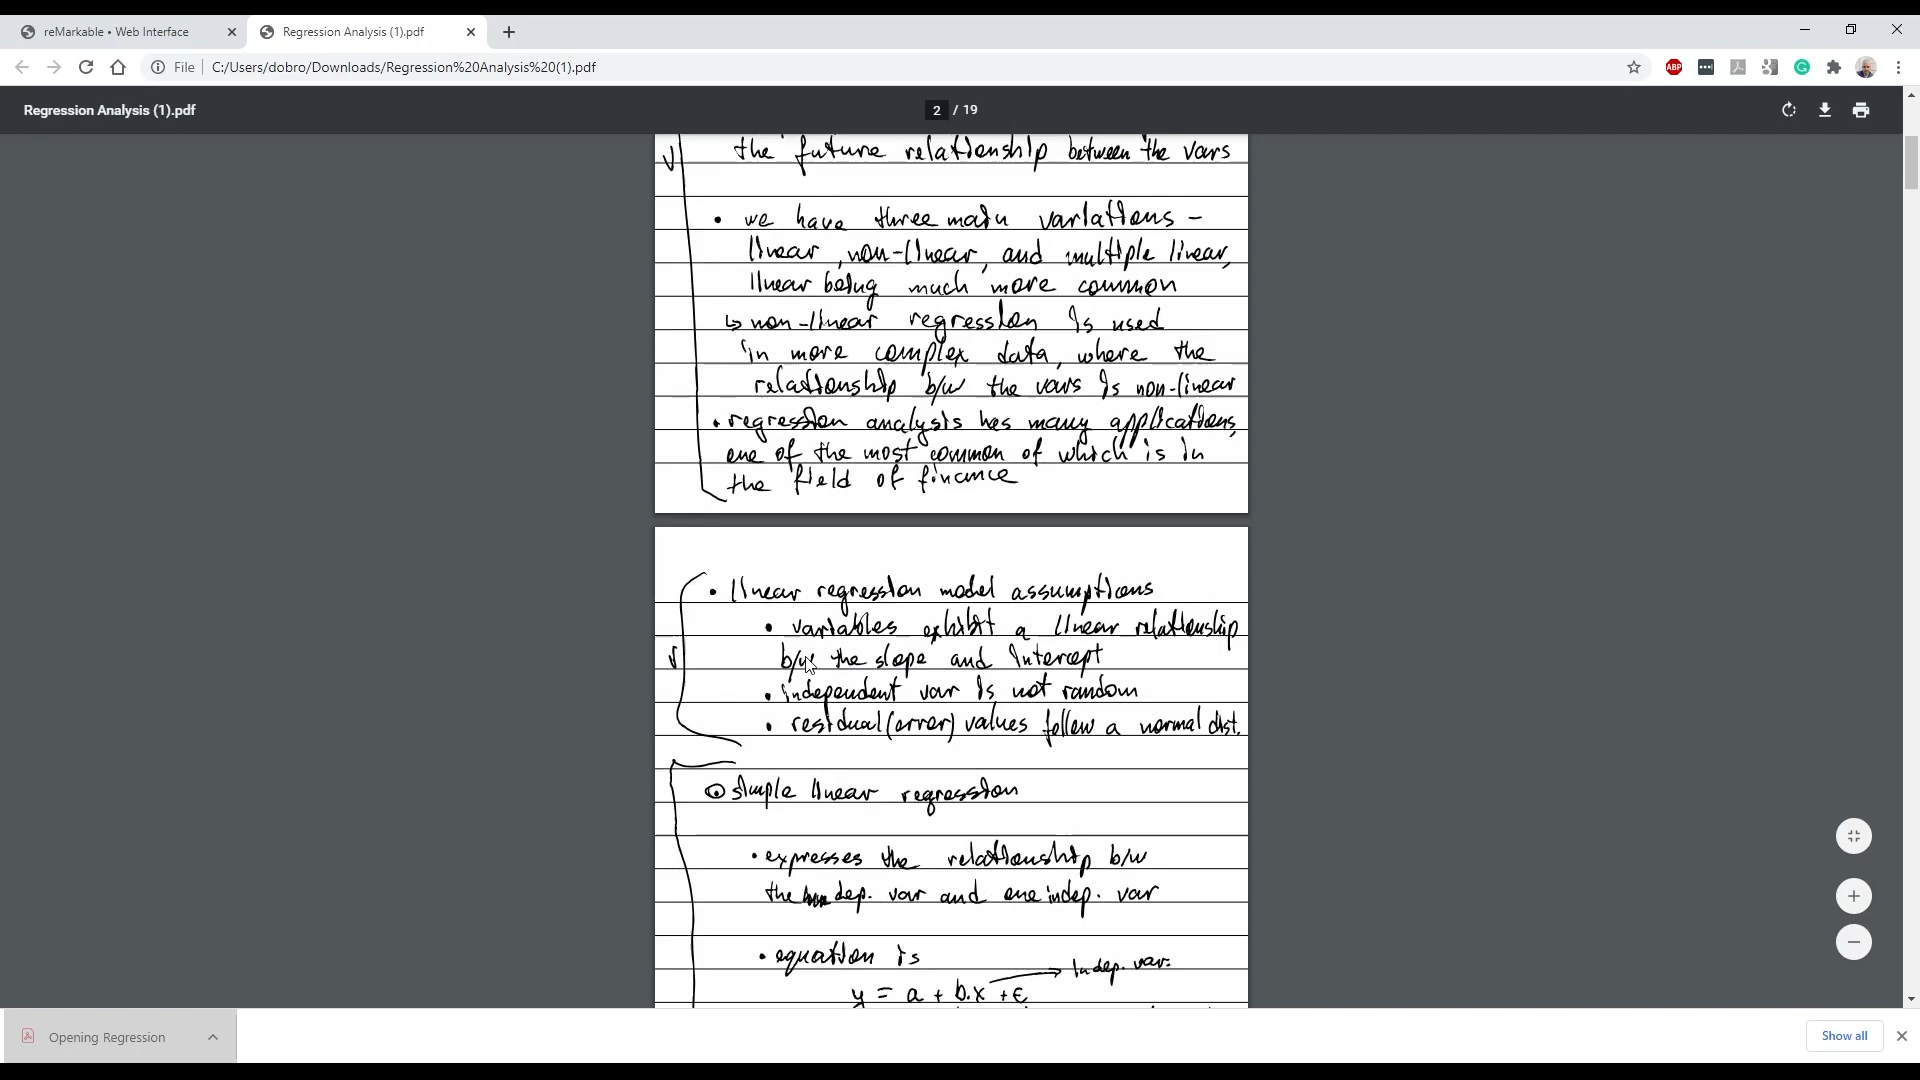 reMarkable • Web Interface
Regression Analysis (1).pdf
File
C:/Users/dobro/Downloads/Regression%20Analysis%20(1).pdf
ABP
Regression Analysis (1).pdf
2 / 19
the future relationship between the vars
• we have three main variations -
linear, non-linear, and multiple linear,
linear being much more common
↳ non-linear regression is used
in more complex data, where the
relationship b/w the vars is non-linear
• regression analysis has many applications,
one of the most common of which is in
the field of finance
• linear regression model assumptions
• variables exhibit a linear relationship
b/w the slope and intercept
• independent var is not random
• residual (error) values follow a normal dist.
simple linear regression
• expresses the relationship b/w
the dep. var and one indep. var
• equation is
→ indep. var.
y = a + b.x + ε
Opening Regression
Show all